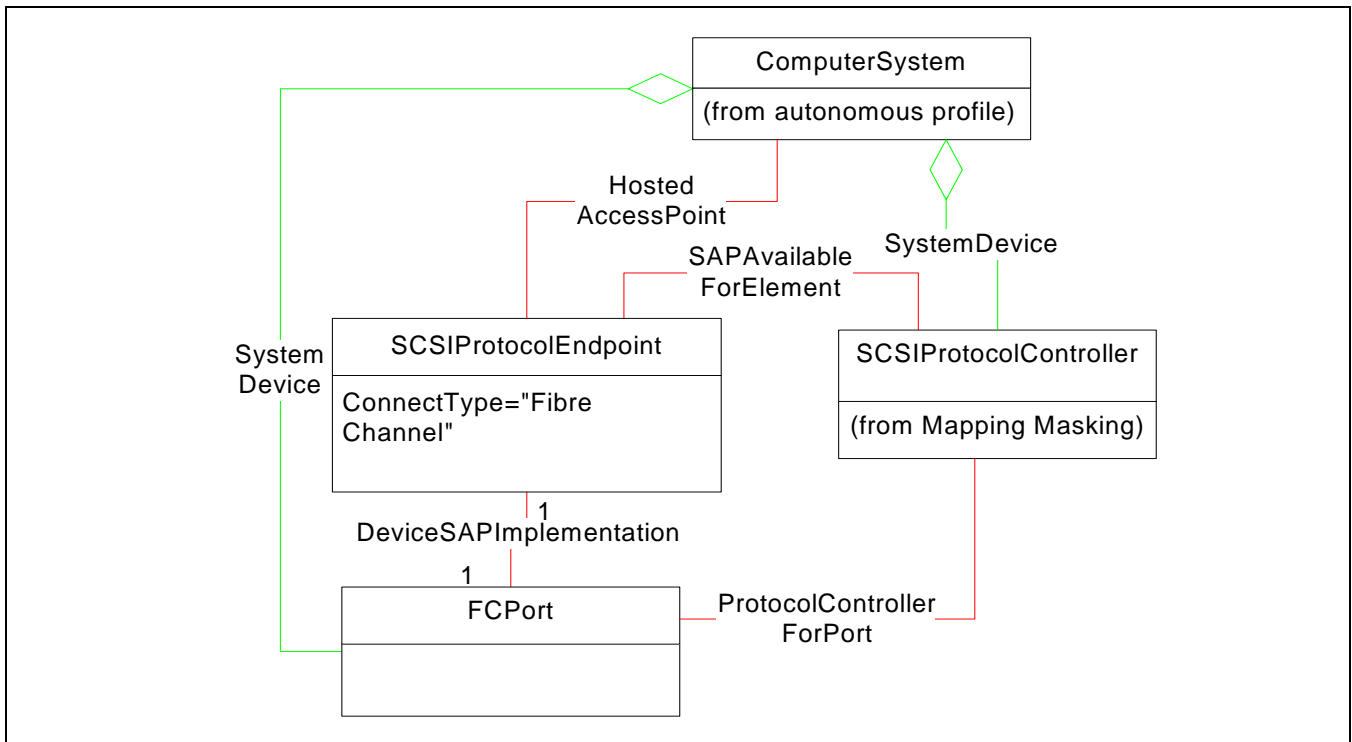 ComputerSystem
(from autonomous profile)
Hosted
AccessPoint
SystemDevice
SAPAvailable
ForElement
System
Device
SCSIProtocolEndpoint
ConnectType="Fibre
Channel"
SCSIProtocolController
(from Mapping Masking)
1
DeviceSAPImplementation
1
FCPort
ProtocolController
ForPort